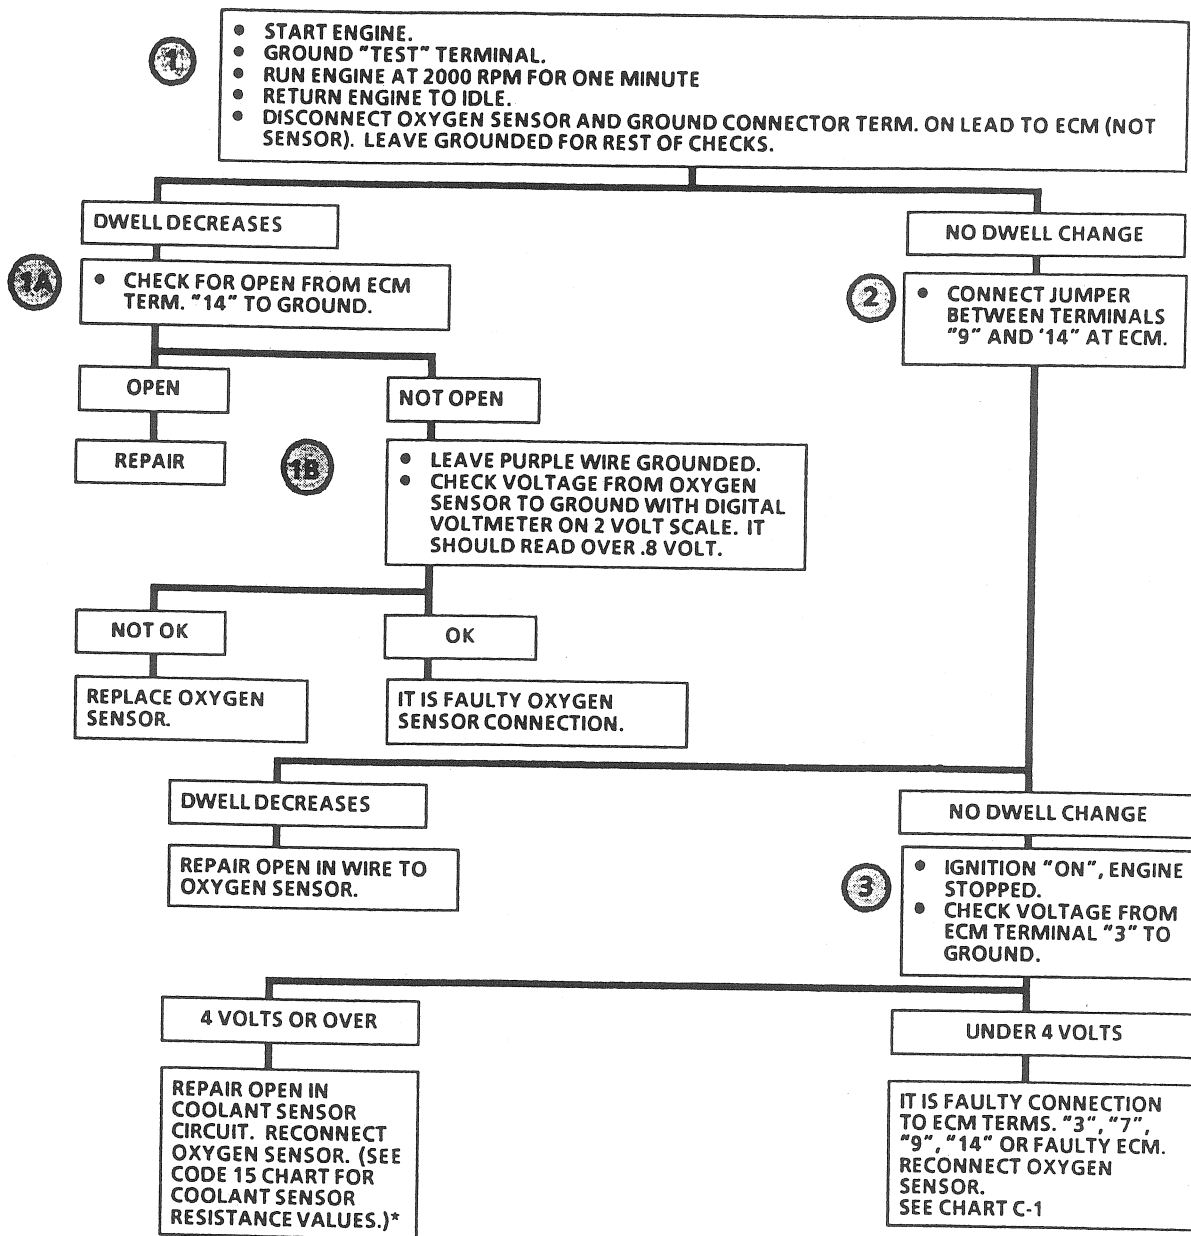 1
• START ENGINE.
• GROUND "TEST" TERMINAL.
• RUN ENGINE AT 2000 RPM FOR ONE MINUTE
• RETURN ENGINE TO IDLE.
• DISCONNECT OXYGEN SENSOR AND GROUND CONNECTOR TERM. ON LEAD TO ECM (NOT
SENSOR). LEAVE GROUNDED FOR REST OF CHECKS.
DWELL DECREASES
NO DWELL CHANGE
1A
• CHECK FOR OPEN FROM ECM
TERM. "14" TO GROUND.
2
• CONNECT JUMPER
BETWEEN TERMINALS
"9" AND '14" AT ECM.
OPEN
NOT OPEN
REPAIR
1B
• LEAVE PURPLE WIRE GROUNDED.
• CHECK VOLTAGE FROM OXYGEN
SENSOR TO GROUND WITH DIGITAL
VOLTMETER ON 2 VOLT SCALE. IT
SHOULD READ OVER .8 VOLT.
NOT OK
OK
REPLACE OXYGEN
SENSOR.
IT IS FAULTY OXYGEN
SENSOR CONNECTION.
DWELL DECREASES
NO DWELL CHANGE
REPAIR OPEN IN WIRE TO
OXYGEN SENSOR.
3
• IGNITION "ON", ENGINE
STOPPED.
• CHECK VOLTAGE FROM
ECM TERMINAL "3" TO
GROUND.
4 VOLTS OR OVER
UNDER 4 VOLTS
REPAIR OPEN IN
COOLANT SENSOR
CIRCUIT. RECONNECT
OXYGEN SENSOR. (SEE
CODE 15 CHART FOR
COOLANT SENSOR
RESISTANCE VALUES.)*
IT IS FAULTY CONNECTION
TO ECM TERMS. "3", "7",
"9", "14" OR FAULTY ECM.
RECONNECT OXYGEN
SENSOR.
SEE CHART C-1